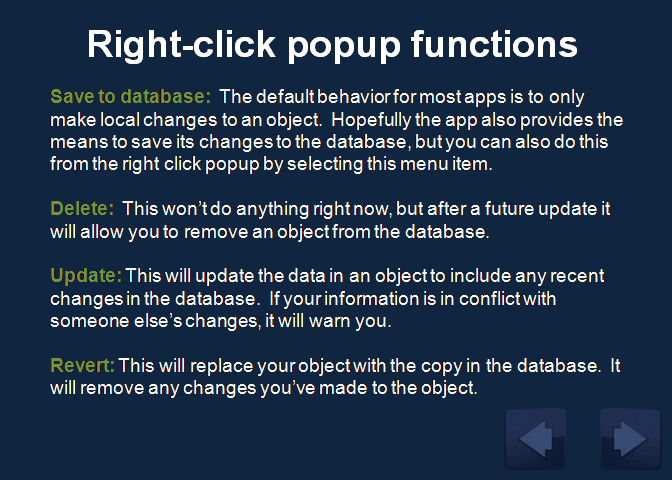 Right-click popup functions
Save to database:  The default behavior for most apps is to only
make local changes to an object.  Hopefully the app also provides the
means to save its changes to the database, but you can also do this
from the right click popup by selecting this menu item.
Delete:  This won’t do anything right now, but after a future update it
will allow you to remove an object from the database.
Update: This will update the data in an object to include any recent
changes in the database.  If your information is in conflict with
someone else’s changes, it will warn you.
Revert: This will replace your object with the copy in the database.  It
will remove any changes you’ve made to the object.